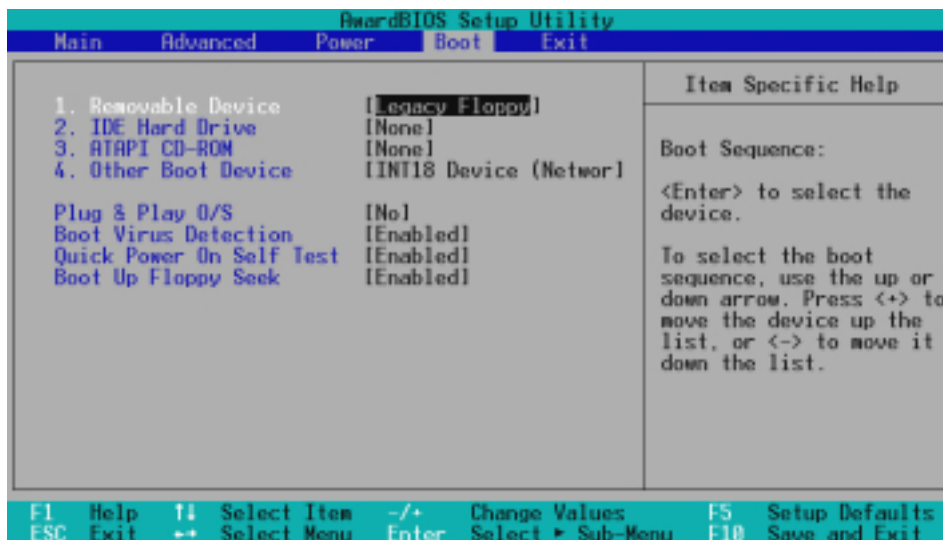 AwardBIOS Setup Utility
Main Advanced Power Boot Exit
1. Removable Device [Legacy Floppy]
2. IDE Hard Drive [None]
3. ATAPI CD-ROM [None]
4. Other Boot Device [INT18 Device (Networ]
Plug & Play O/S [No]
Boot Virus Detection [Enabled]
Quick Power On Self Test [Enabled]
Boot Up Floppy Seek [Enabled]
Item Specific Help
Boot Sequence:
<Enter> to select the
device.
To select the boot
sequence, use the up or
down arrow. Press <+> to
move the device up the
list, or <-> to move it
down the list.
F1 Help ↑↓ Select Item -/+ Change Values F5 Setup Defaults
ESC Exit ←→ Select Menu Enter Select ► Sub-Menu F10 Save and Exit